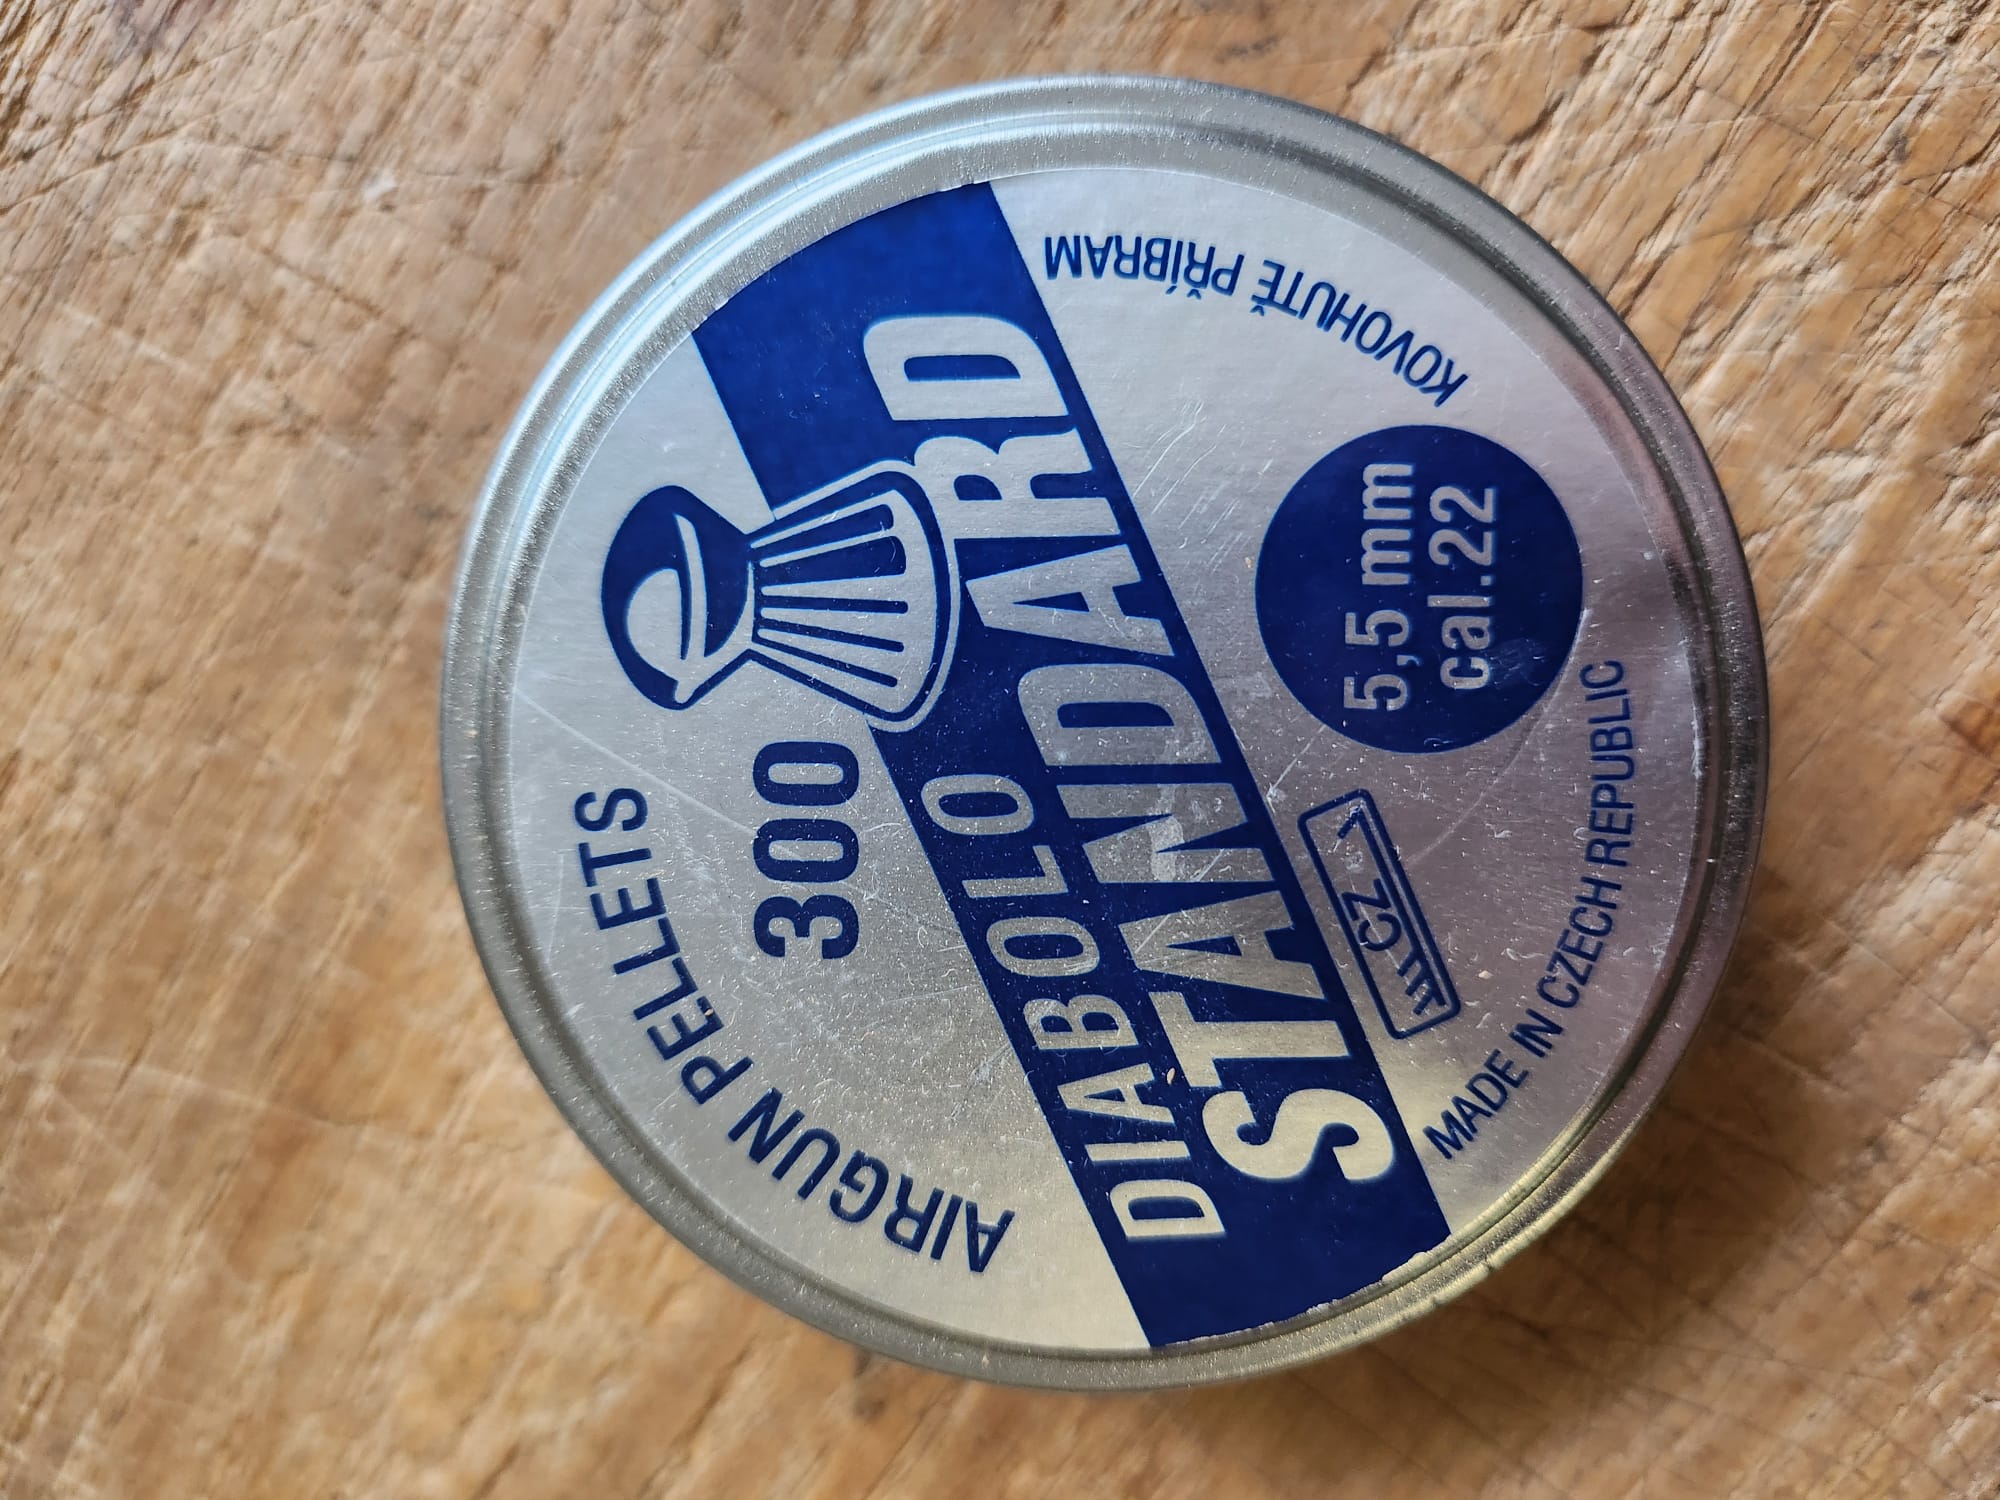 AIRGUN PELLETS
300
DIABOLO
STANDARD
CZ
5,5 mm
cal.22
MADE IN CZECH REPUBLIC
KOVOHUTĚ PŘÍBRAM